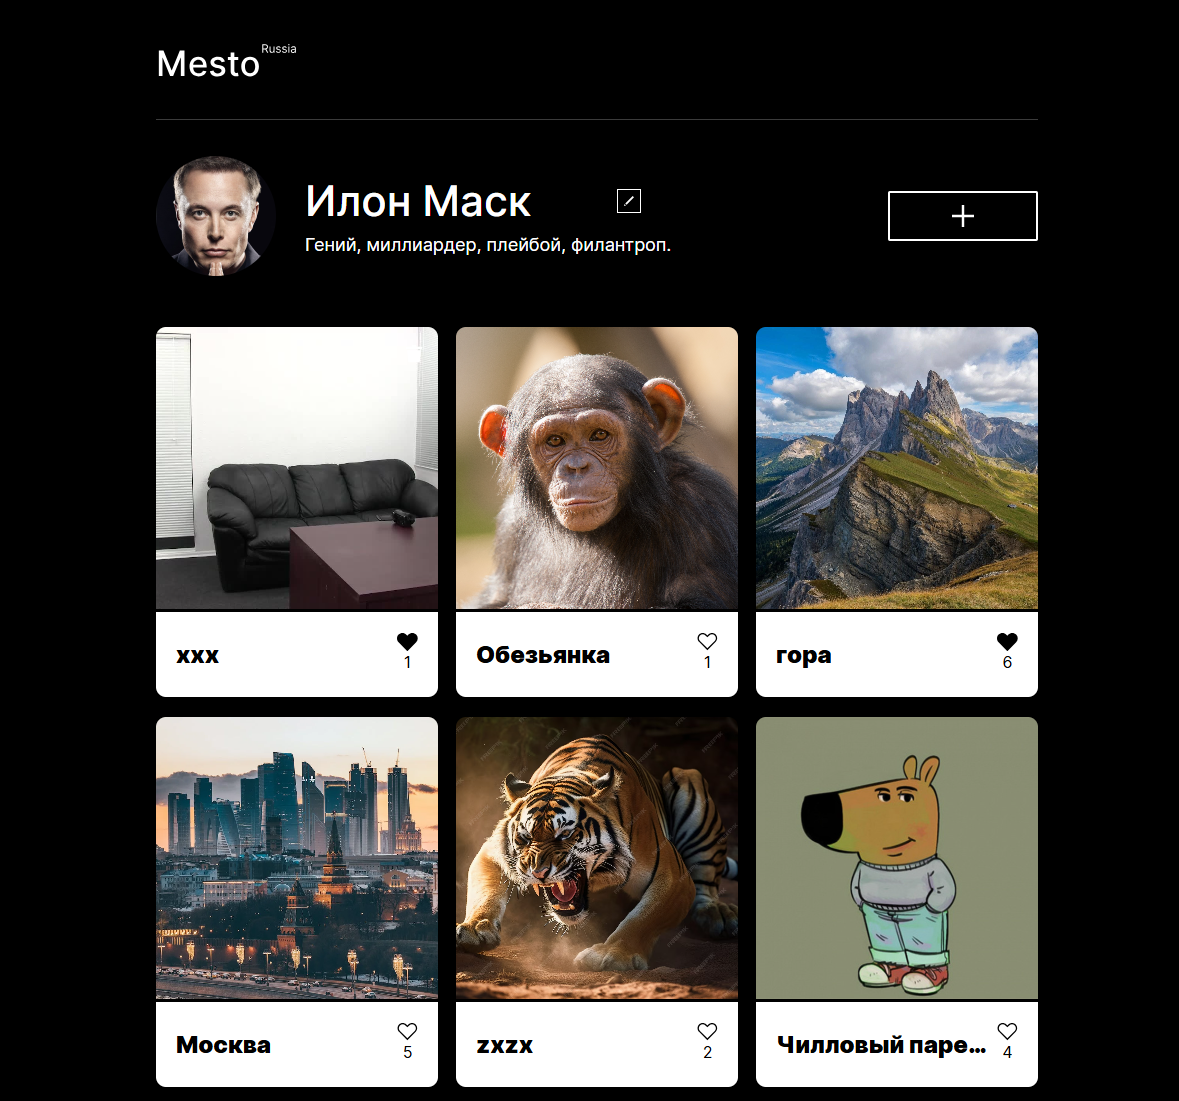 Mesto Russia
Илон Маск
Гений, миллиардер, плейбой, филантроп.
xxx
1
Обезьянка
1
гора
6
Москва
5
zxzx
2
Чилловый паре...
4